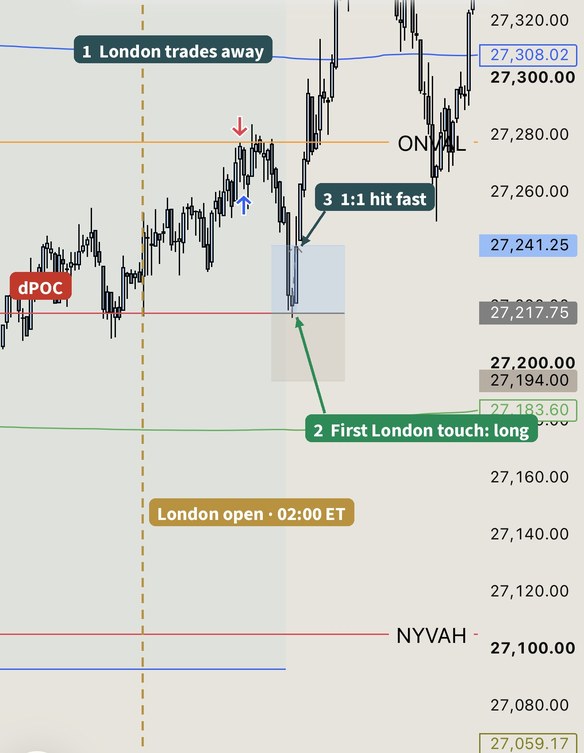 27,320.00
1 London trades away
27,308.02
27,300.00
27,280.00
ONVAL
27,260.00
3 1:1 hit fast
27,241.25
dPOC
27,217.75
27,200.00
27,194.00
27,183.60
2 First London touch: long
27,160.00
London open · 02:00 ET
27,140.00
27,120.00
NYVAH
27,100.00
27,080.00
27,059.17